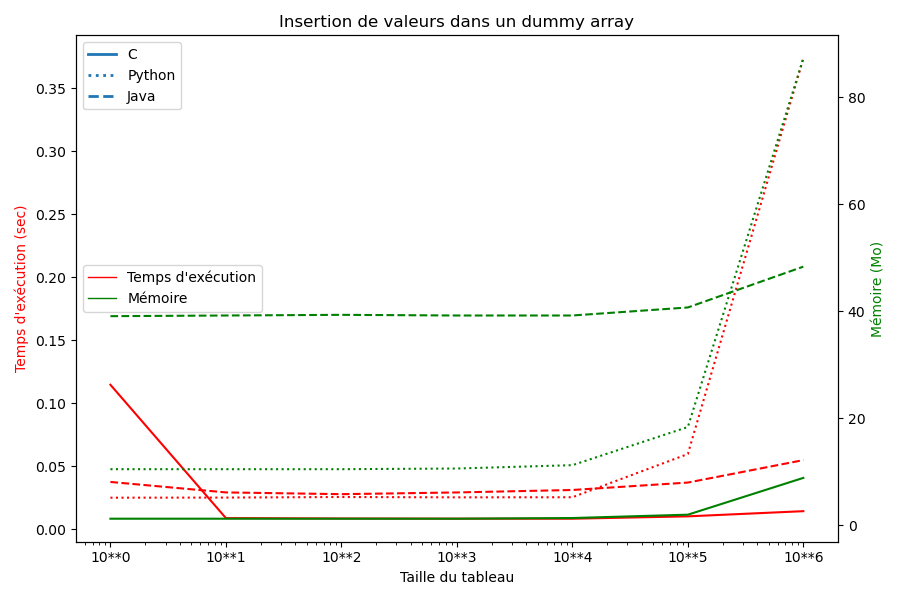 Insertion de valeurs dans un dummy array
C
Python
Java
Temps d'exécution
Mémoire
Temps d'exécution (sec)
0.35
0.30
0.25
0.20
0.15
0.10
0.05
0.00
80
60
40
20
0
Mémoire (Mo)
10**0 10**1 10**2 10**3 10**4 10**5 10**6
Taille du tableau